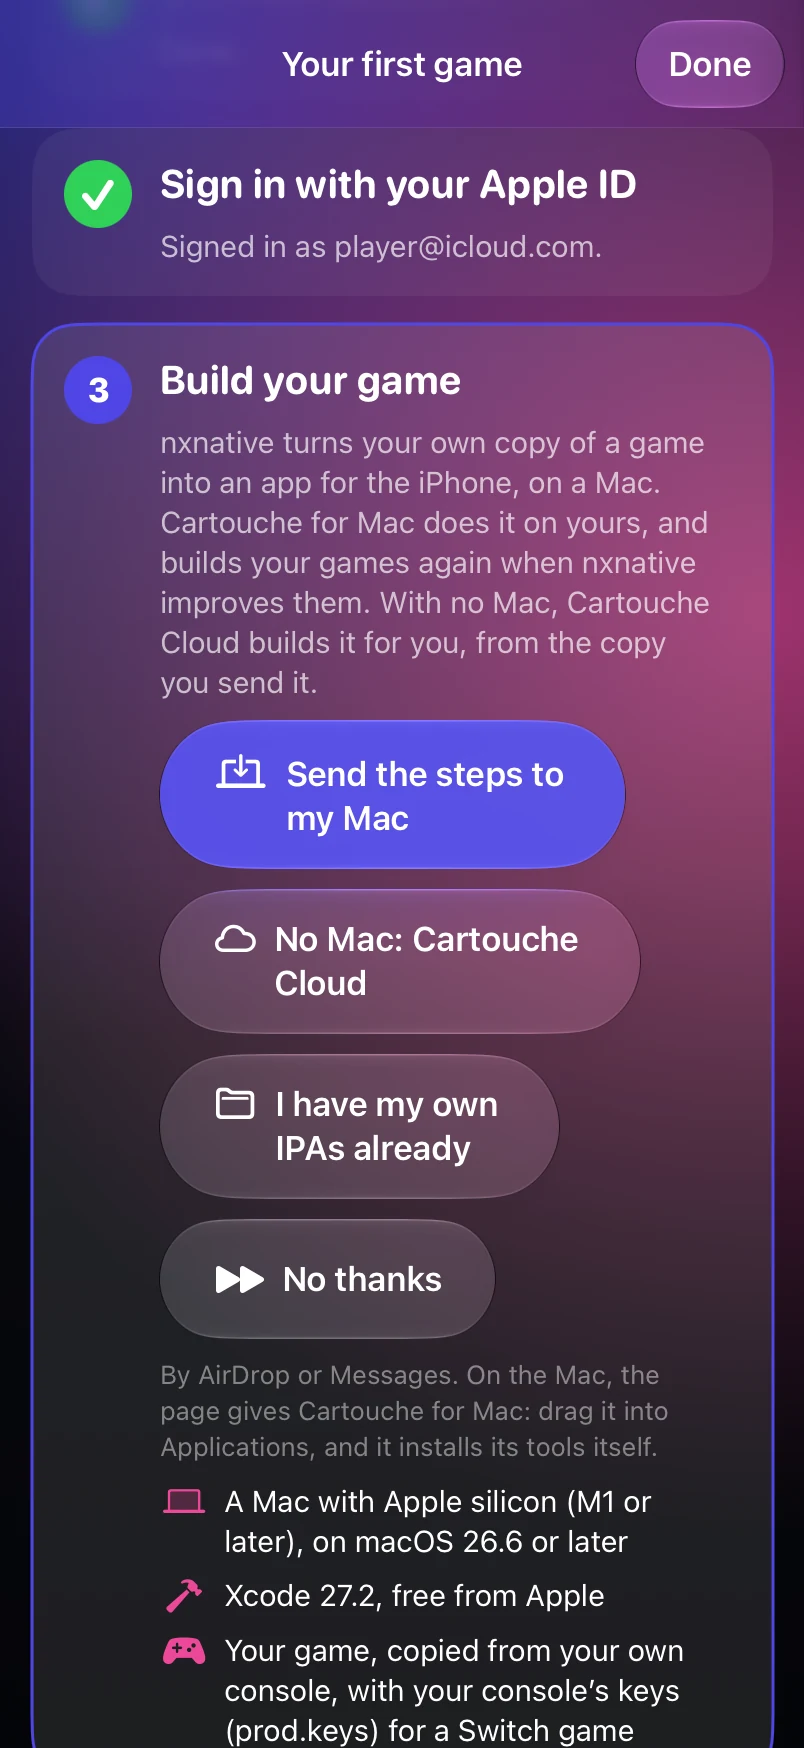 Your first game
Done
Sign in with your Apple ID
Signed in as player@icloud.com.
3
Build your game
nxnative turns your own copy of a game
into an app for the iPhone, on a Mac.
Cartouche for Mac does it on yours, and
builds your games again when nxnative
improves them. With no Mac, Cartouche
Cloud builds it for you, from the copy
you send it.
Send the steps to
my Mac
No Mac: Cartouche
Cloud
I have my own
IPAs already
No thanks
By AirDrop or Messages. On the Mac, the
page gives Cartouche for Mac: drag it into
Applications, and it installs its tools itself.
A Mac with Apple silicon (M1 or
later), on macOS 26.6 or later
Xcode 27.2, free from Apple
Your game, copied from your own
console, with your console’s keys
(prod.keys) for a Switch game